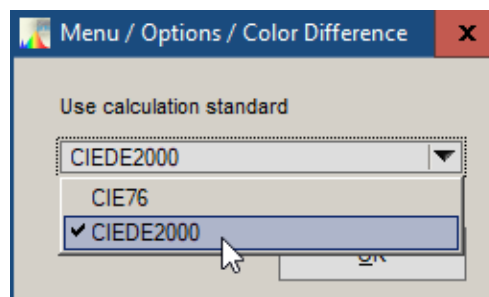 Menu / Options / Color Difference
Use calculation standard
CIEDE2000
CIE76
CIEDE2000